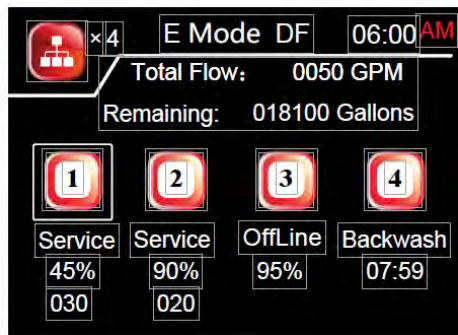 ×4 E Mode DF 06:00 AM
Total Flow: 0050 GPM
Remaining: 018100 Gallons
1 2 3 4
Service Service OffLine Backwash
45% 90% 95% 07:59
030 020